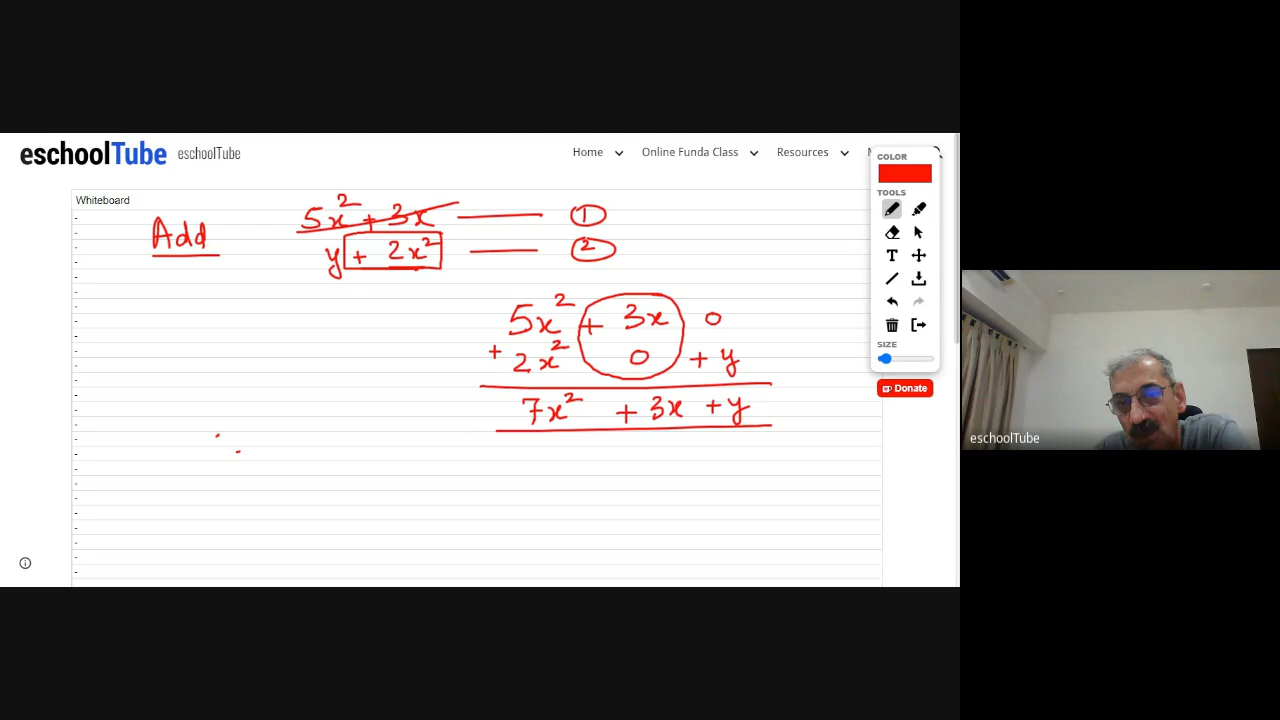 eschoolTube eschoolTube Home Online Funda Class Resources
COLOR
TOOLS
T
SIZE
Donate
Whiteboard
Add 5x² + 3x ——— ①
y + 2x² ——— ②
5x² + 3x 0
+ 2x² 0 + y
7x² + 3x + y
eschoolTube